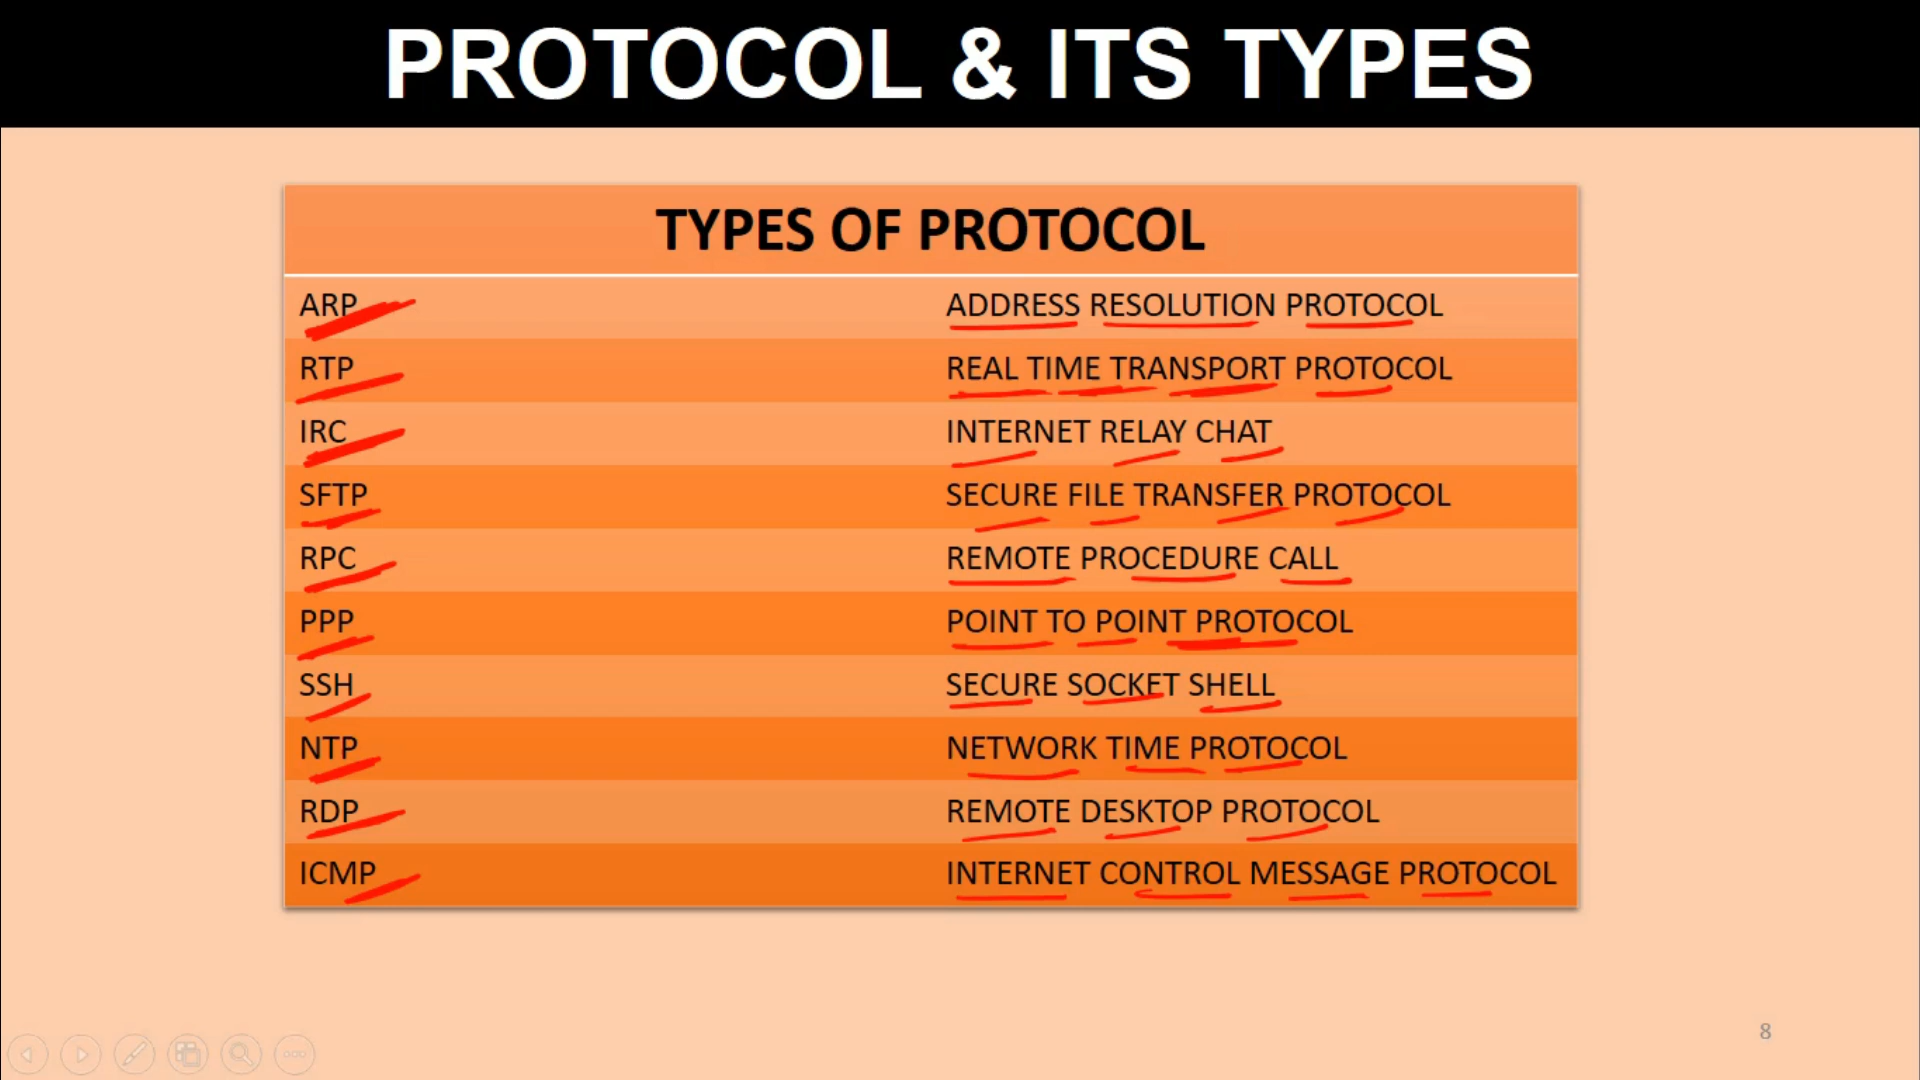 PROTOCOL & ITS TYPES
TYPES OF PROTOCOL
ARP ADDRESS RESOLUTION PROTOCOL
RTP REAL TIME TRANSPORT PROTOCOL
IRC INTERNET RELAY CHAT
SFTP SECURE FILE TRANSFER PROTOCOL
RPC REMOTE PROCEDURE CALL
PPP POINT TO POINT PROTOCOL
SSH SECURE SOCKET SHELL
NTP NETWORK TIME PROTOCOL
RDP REMOTE DESKTOP PROTOCOL
ICMP INTERNET CONTROL MESSAGE PROTOCOL
8